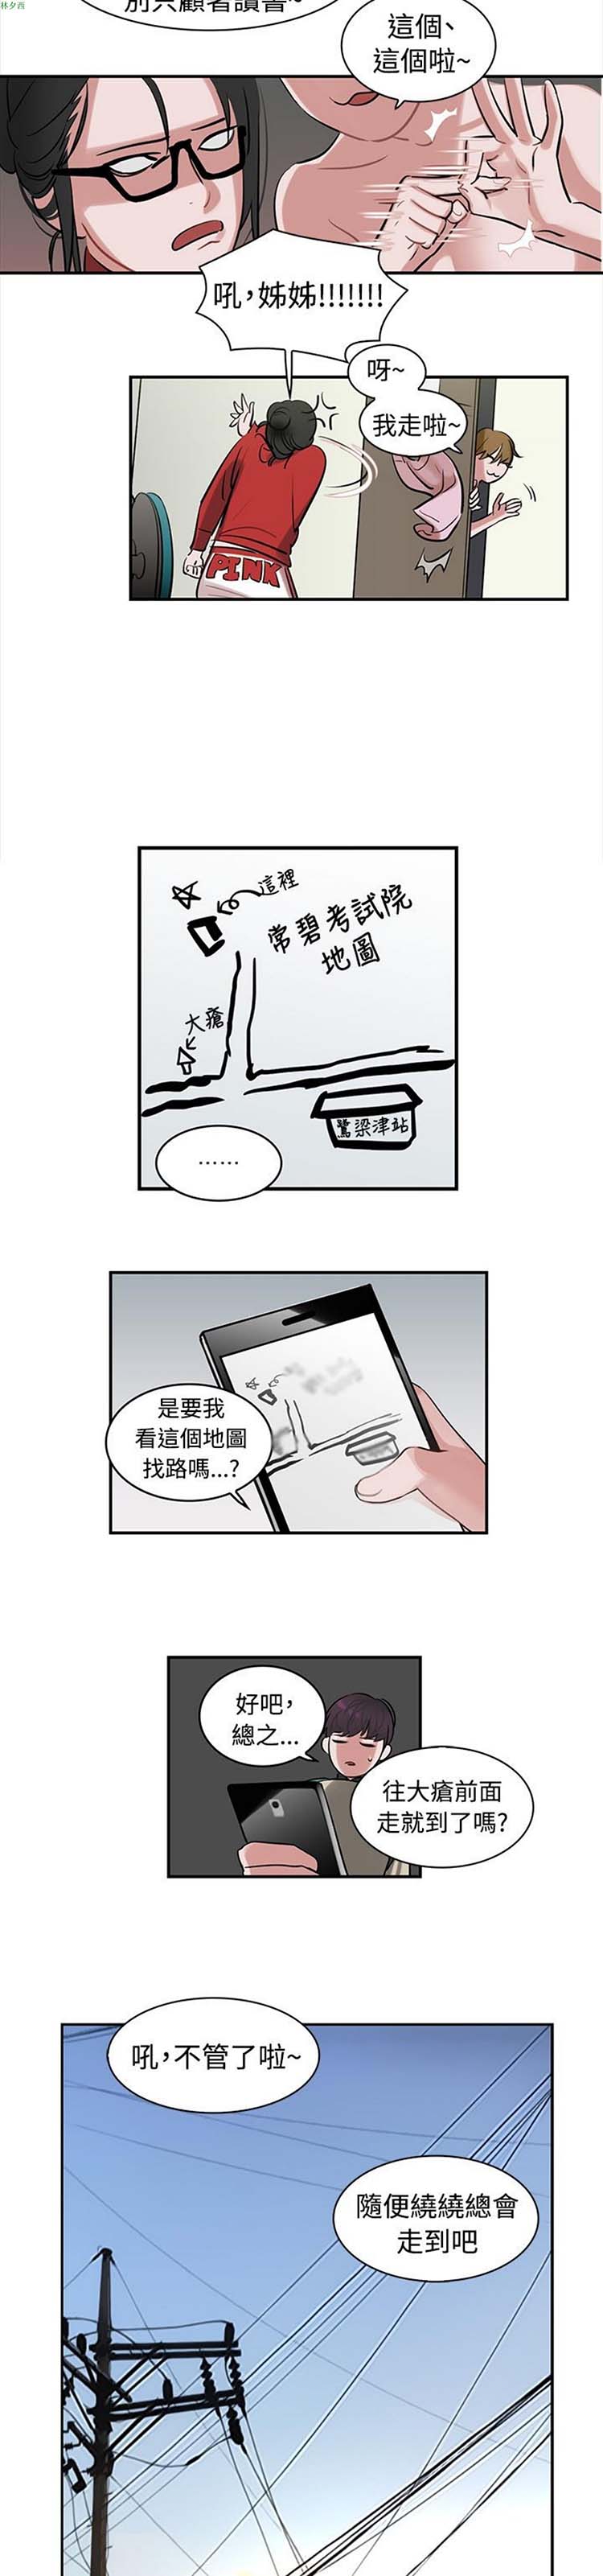 林夕西
別只顧著讀書~
這個、
這個啦~
吼，姊姊!!!!!!!
呀~
我走啦~
PINK
這裡
常碧考試院
地圖
大瘡
鷺梁津站
……
是要我
看這個地圖
找路嗎…?
好吧，
總之…
往大瘡前面
走就到了嗎?
吼，不管了啦~
隨便繞繞總會
走到吧